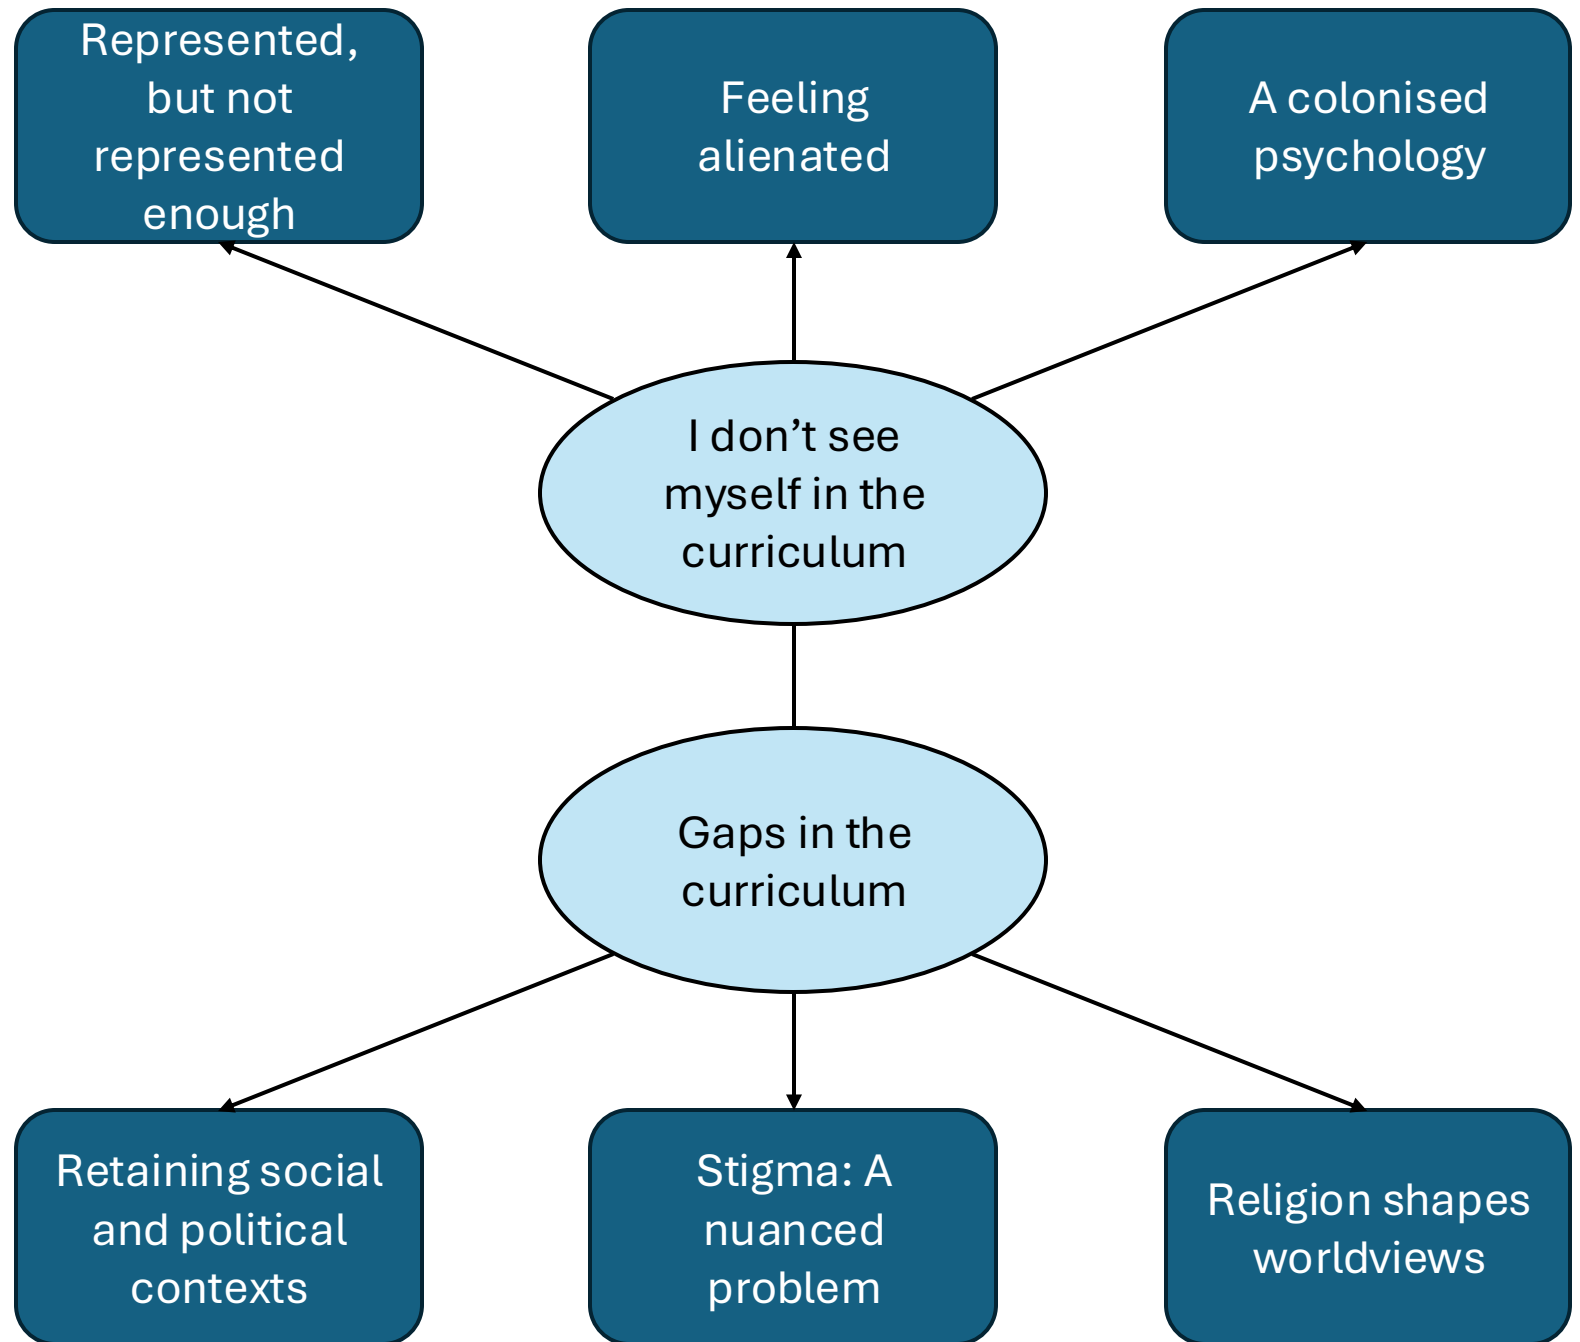 Represented,
but not
represented
enough
Feeling
alienated
A colonised
psychology
I don’t see
myself in the
curriculum
Gaps in the
curriculum
Retaining social
and political
contexts
Stigma: A
nuanced
problem
Religion shapes
worldviews